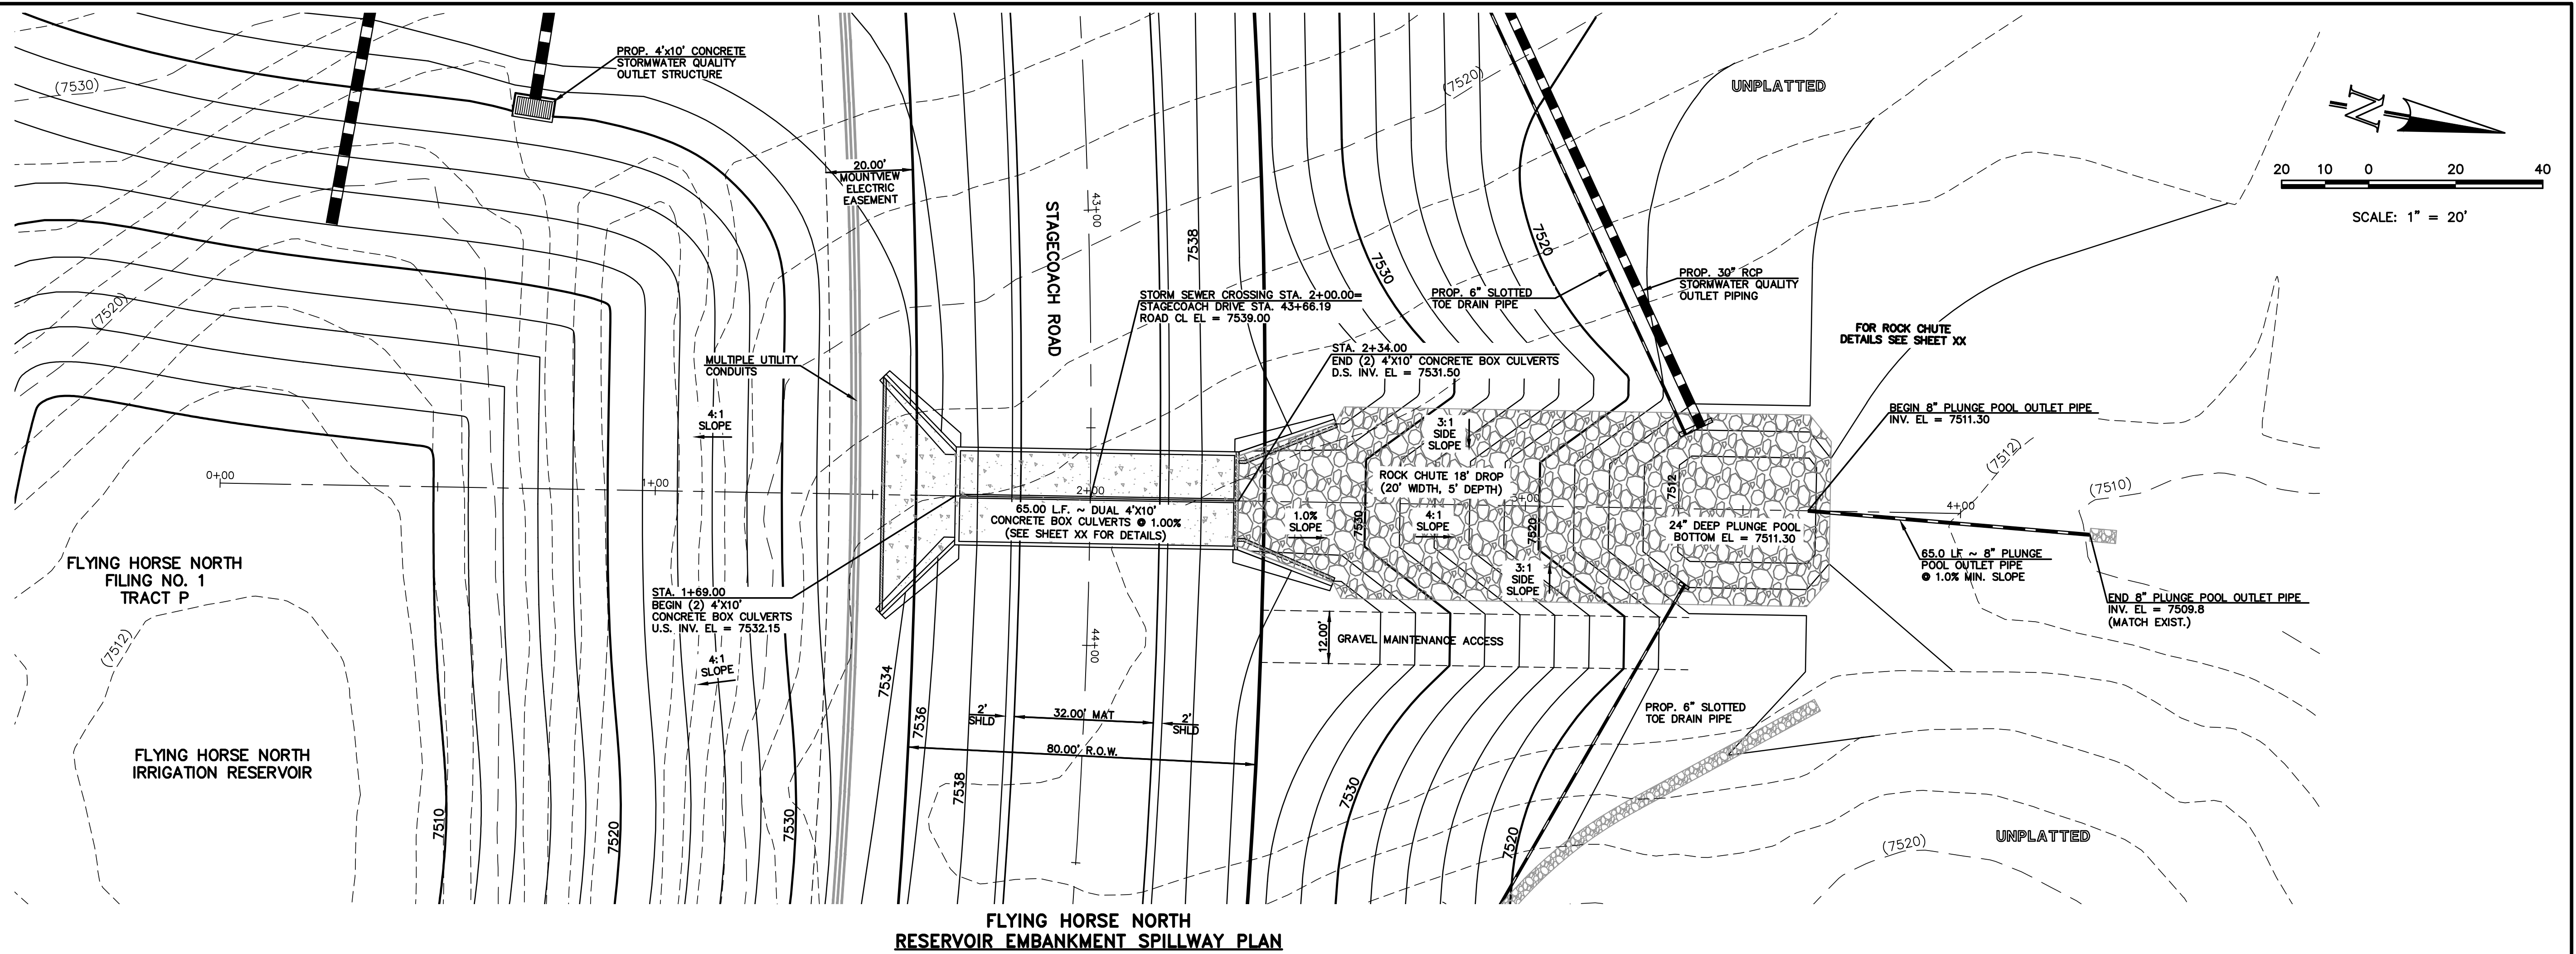 PROP. 4'x10' CONCRETE
STORMWATER QUALITY
OUTLET STRUCTURE
(7530)
(7520)
UNPLATTED
N
20 10 0 20 40
SCALE: 1" = 20'
20.00'
MOUNTVIEW
ELECTRIC
EASEMENT
STAGECOACH ROAD
43+00
7538
7530
7520
PROP. 30" RCP
STORMWATER QUALITY
OUTLET PIPING
PROP. 6" SLOTTED
TOE DRAIN PIPE
STORM SEWER CROSSING STA. 2+00.00=
STAGECOACH DRIVE STA. 43+66.19
ROAD CL EL = 7539.00
(7520)
FOR ROCK CHUTE
DETAILS SEE SHEET XX
STA. 2+34.00
END (2) 4'X10' CONCRETE BOX CULVERTS
D.S. INV. EL = 7531.50
MULTIPLE UTILITY
CONDUITS
4:1
SLOPE
BEGIN 8" PLUNGE POOL OUTLET PIPE
INV. EL = 7511.30
3:1
SIDE
SLOPE
(7512)
0+00
1+00
2+00
3+00
4+00
ROCK CHUTE 18' DROP
(20' WIDTH, 5' DEPTH)
7512
(7510)
65.00 L.F. ~ DUAL 4'X10'
CONCRETE BOX CULVERTS @ 1.00%
(SEE SHEET XX FOR DETAILS)
1.0%
SLOPE
7530
4:1
SLOPE
7520
24" DEEP PLUNGE POOL
BOTTOM EL = 7511.30
65.0 LF ~ 8" PLUNGE
POOL OUTLET PIPE
@ 1.0% MIN. SLOPE
FLYING HORSE NORTH
FILING NO. 1
TRACT P
3:1
SIDE
SLOPE
STA. 1+69.00
BEGIN (2) 4'X10'
CONCRETE BOX CULVERTS
U.S. INV. EL = 7532.15
END 8" PLUNGE POOL OUTLET PIPE
INV. EL = 7509.8
(MATCH EXIST.)
(7512)
12.00'
GRAVEL MAINTENANCE ACCESS
44+00
4:1
SLOPE
7534
7536
2'
SHLD
32.00' MAT
2'
SHLD
PROP. 6" SLOTTED
TOE DRAIN PIPE
80.00' R.O.W.
FLYING HORSE NORTH
IRRIGATION RESERVOIR
7510
7520
7530
7538
7530
7520
(7520)
UNPLATTED
FLYING HORSE NORTH
RESERVOIR EMBANKMENT SPILLWAY PLAN